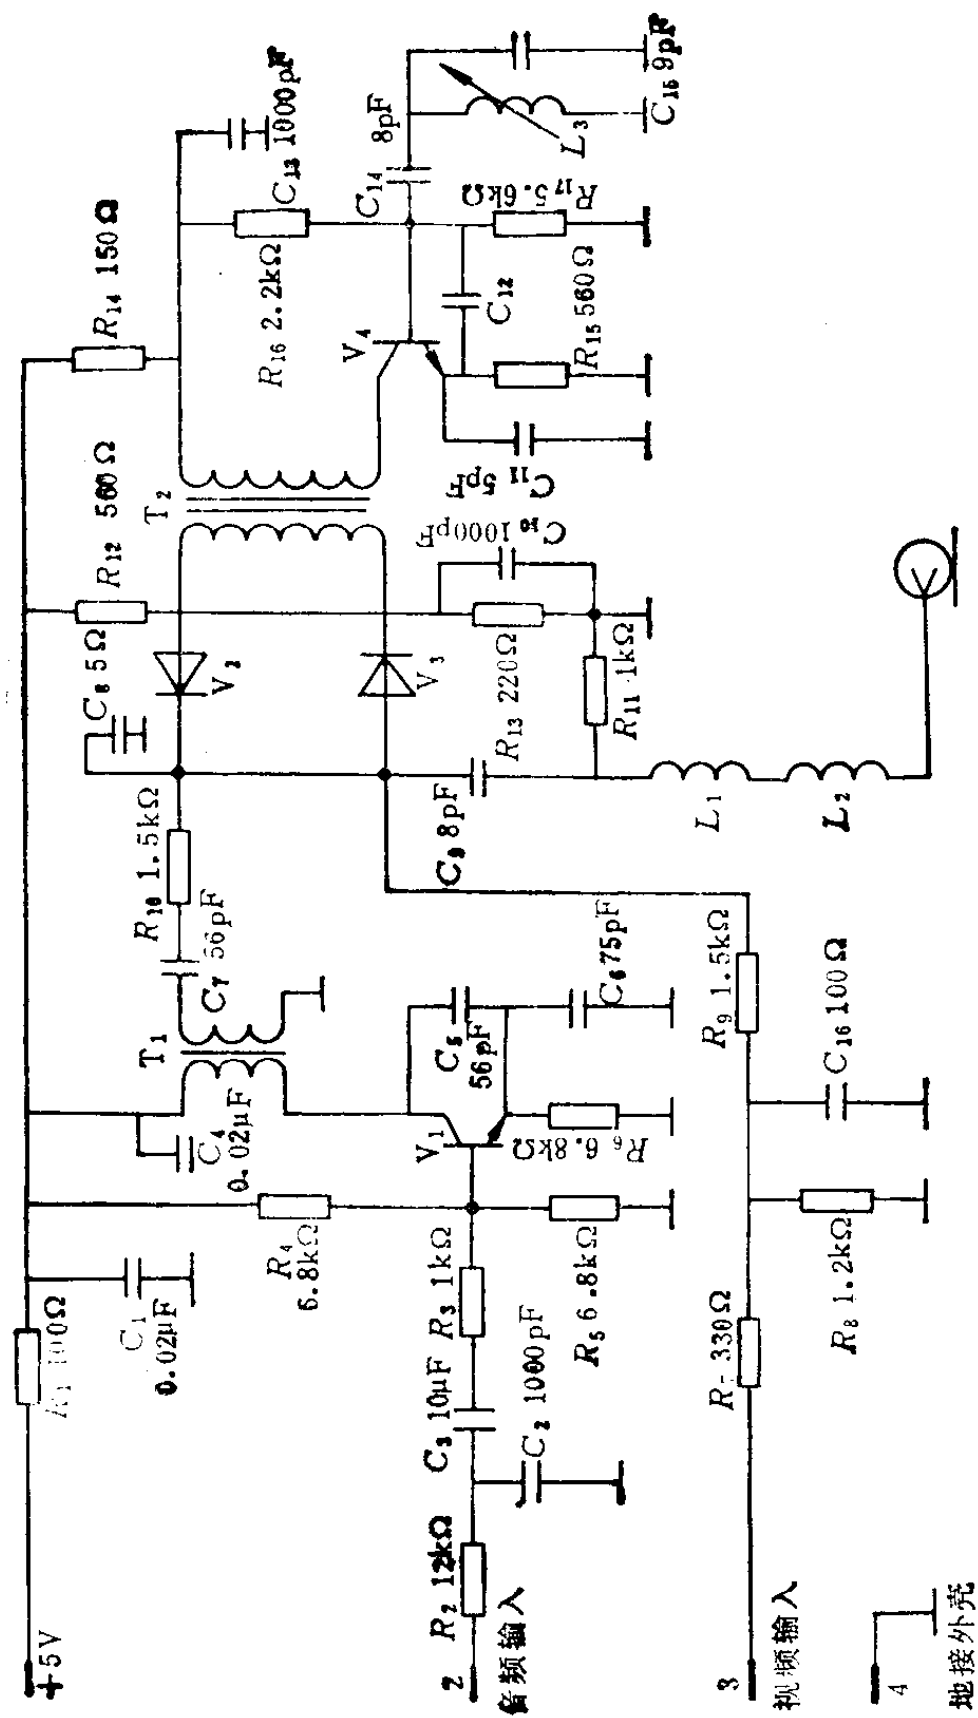 +5V
R₁ 100Ω
C₁
0.02μF
C₄
0.02μF
R₄
6.8kΩ
T₁
C₇ 56pF
R₁₀ 1.5kΩ
C₈ 5Ω
V₂
R₁₂ 560Ω
T₂
R₁₄ 150Ω
R₁₆ 2.2kΩ
C₁₃ 1000pF
2
音频输入
R₂ 12kΩ
C₃ 10μF
C₂ 1000pF
R₃ 1kΩ
R₅ 6.8kΩ
V₁
R₆ 6.8kΩ
C₅
56pF
C₆ 75pF
C₉ 8pF
V₃
R₁₃ 220Ω
C₁₀ 1000pF
R₁₁ 1kΩ
C₁₁ 5pF
V₄
C₁₂
R₁₅ 560Ω
R₁₇ 5.6kΩ
C₁₄
8pF
L₃
C₁₅ 9pF
L₁
L₂
3
视频输入
R₇ 330Ω
R₈ 1.2kΩ
C₁₆ 100Ω
R₉ 1.5kΩ
4
地接外壳